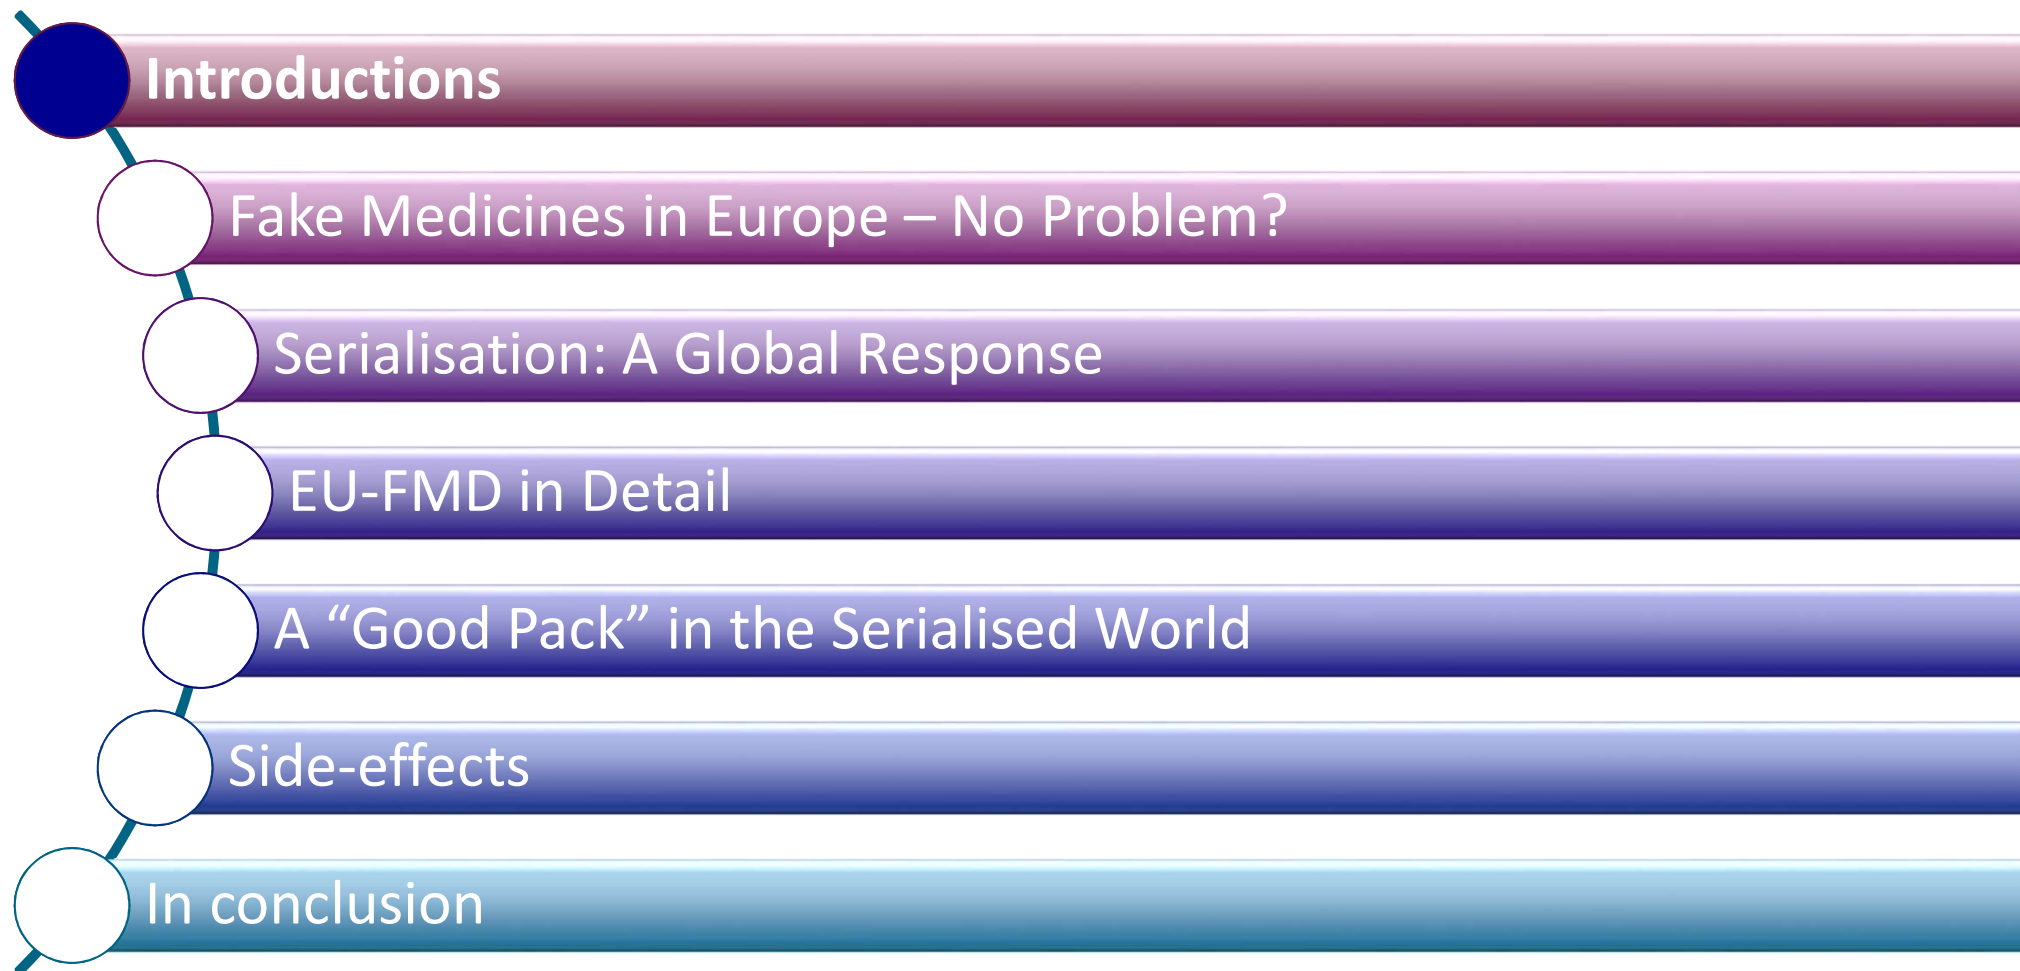 Introductions
Fake Medicines in Europe – No Problem?
Serialisation: A Global Response
EU-FMD in Detail
A “Good Pack” in the Serialised World
Side-effects
In conclusion